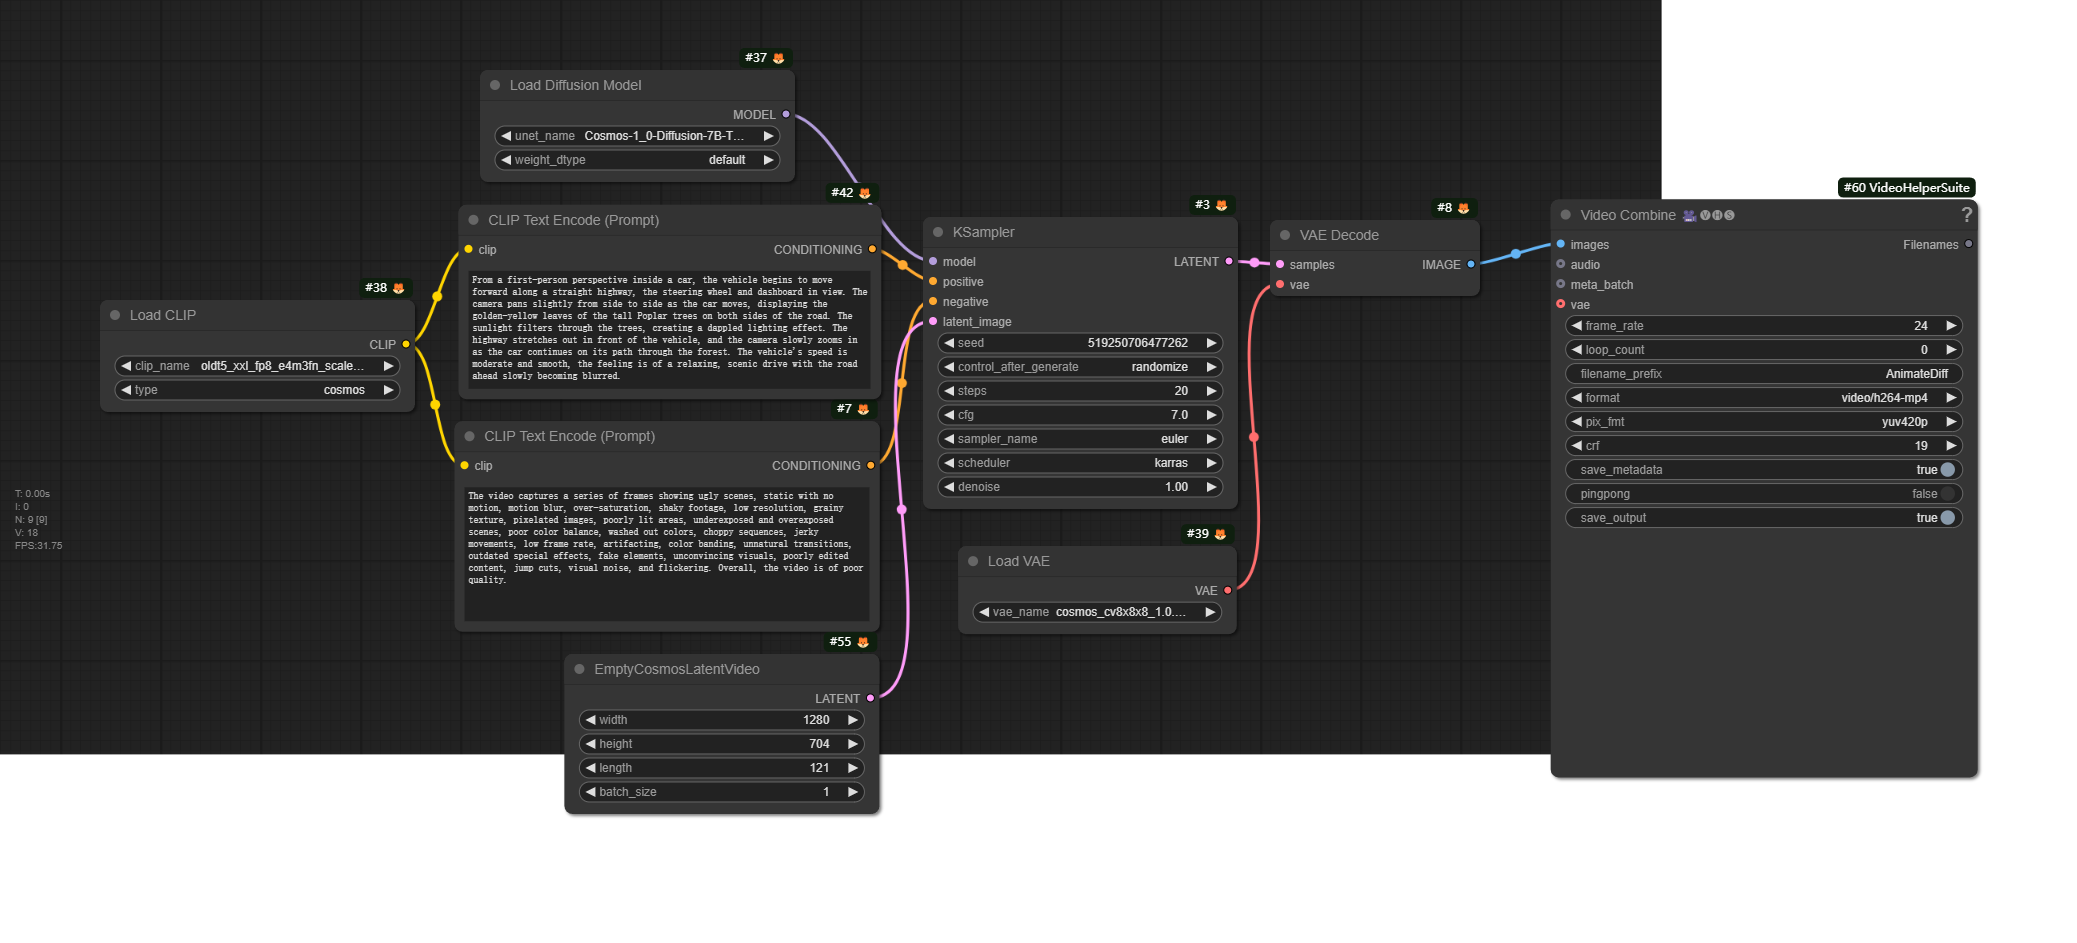 #37
Load Diffusion Model
MODEL
unet_name Cosmos-1_0-Diffusion-7B-T...
weight_dtype default
#38
Load CLIP
CLIP
clip_name oldt5_xxl_fp8_e4m3fn_scale...
type cosmos
#42
CLIP Text Encode (Prompt)
clip CONDITIONING
From a first-person perspective inside a car, the vehicle begins to move
forward along a straight highway, the steering wheel and dashboard in view. The
camera pans slightly from side to side as the car moves, displaying the
golden-yellow leaves of the tall Poplar trees on both sides of the road. The
sunlight filters through the trees, creating a dappled lighting effect. The
highway stretches out in front of the vehicle, and the camera slowly zooms in
as the car continues on its path through the forest. The vehicle's speed is
moderate and smooth, the feeling is of a relaxing, scenic drive with the road
ahead slowly becoming blurred.
#7
CLIP Text Encode (Prompt)
clip CONDITIONING
The video captures a series of frames showing ugly scenes, static with no
motion, motion blur, over-saturation, shaky footage, low resolution, grainy
texture, pixelated images, poorly lit areas, underexposed and overexposed
scenes, poor color balance, washed out colors, choppy sequences, jerky
movements, low frame rate, artifacting, color banding, unnatural transitions,
outdated special effects, fake elements, unconvincing visuals, poorly edited
content, jump cuts, visual noise, and flickering. Overall, the video is of poor
quality.
#55
EmptyCosmosLatentVideo
LATENT
width 1280
height 704
length 121
batch_size 1
#3
KSampler
model LATENT
positive
negative
latent_image
seed 519250706477262
control_after_generate randomize
steps 20
cfg 7.0
sampler_name euler
scheduler karras
denoise 1.00
#39
Load VAE
VAE
vae_name cosmos_cv8x8x8_1.0....
#8
VAE Decode
samples IMAGE
vae
#60 VideoHelperSuite
Video Combine VHS ?
images Filenames
audio
meta_batch
vae
frame_rate 24
loop_count 0
filename_prefix AnimateDiff
format video/h264-mp4
pix_fmt yuv420p
crf 19
save_metadata true
pingpong false
save_output true
T: 0.00s
I: 0
N: 9 [9]
V: 18
FPS:31.75